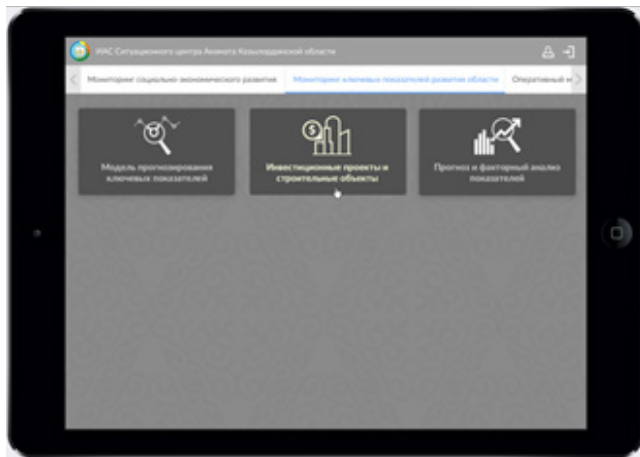 ИАС Ситуационного центра Акимата Кызылординской области
Мониторинг социально-экономического развития
Мониторинг ключевых показателей развития области
Оперативный м
Модель прогнозирования
ключевых показателей
Инвестиционные проекты и
строительные объекты
Прогноз и факторный анализ
показателей